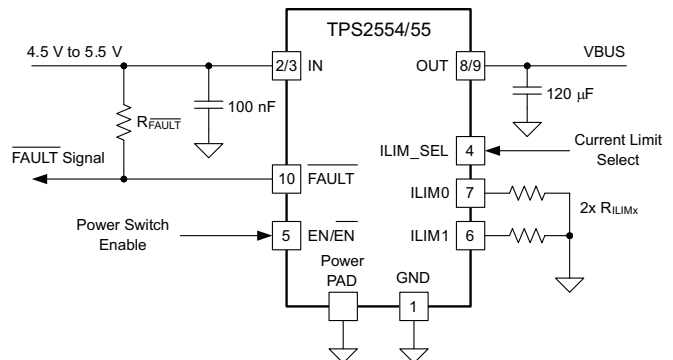 TPS2554/55
4.5 V to 5.5 V
2/3 IN
OUT 8/9
VBUS
100 nF
120 μF
RFAULT
FAULT Signal
10 FAULT
ILIM_SEL 4
Current Limit
Select
ILIM0 7
2x RILIMx
Power Switch
Enable
5 EN/EN
ILIM1 6
Power
PAD
GND
1